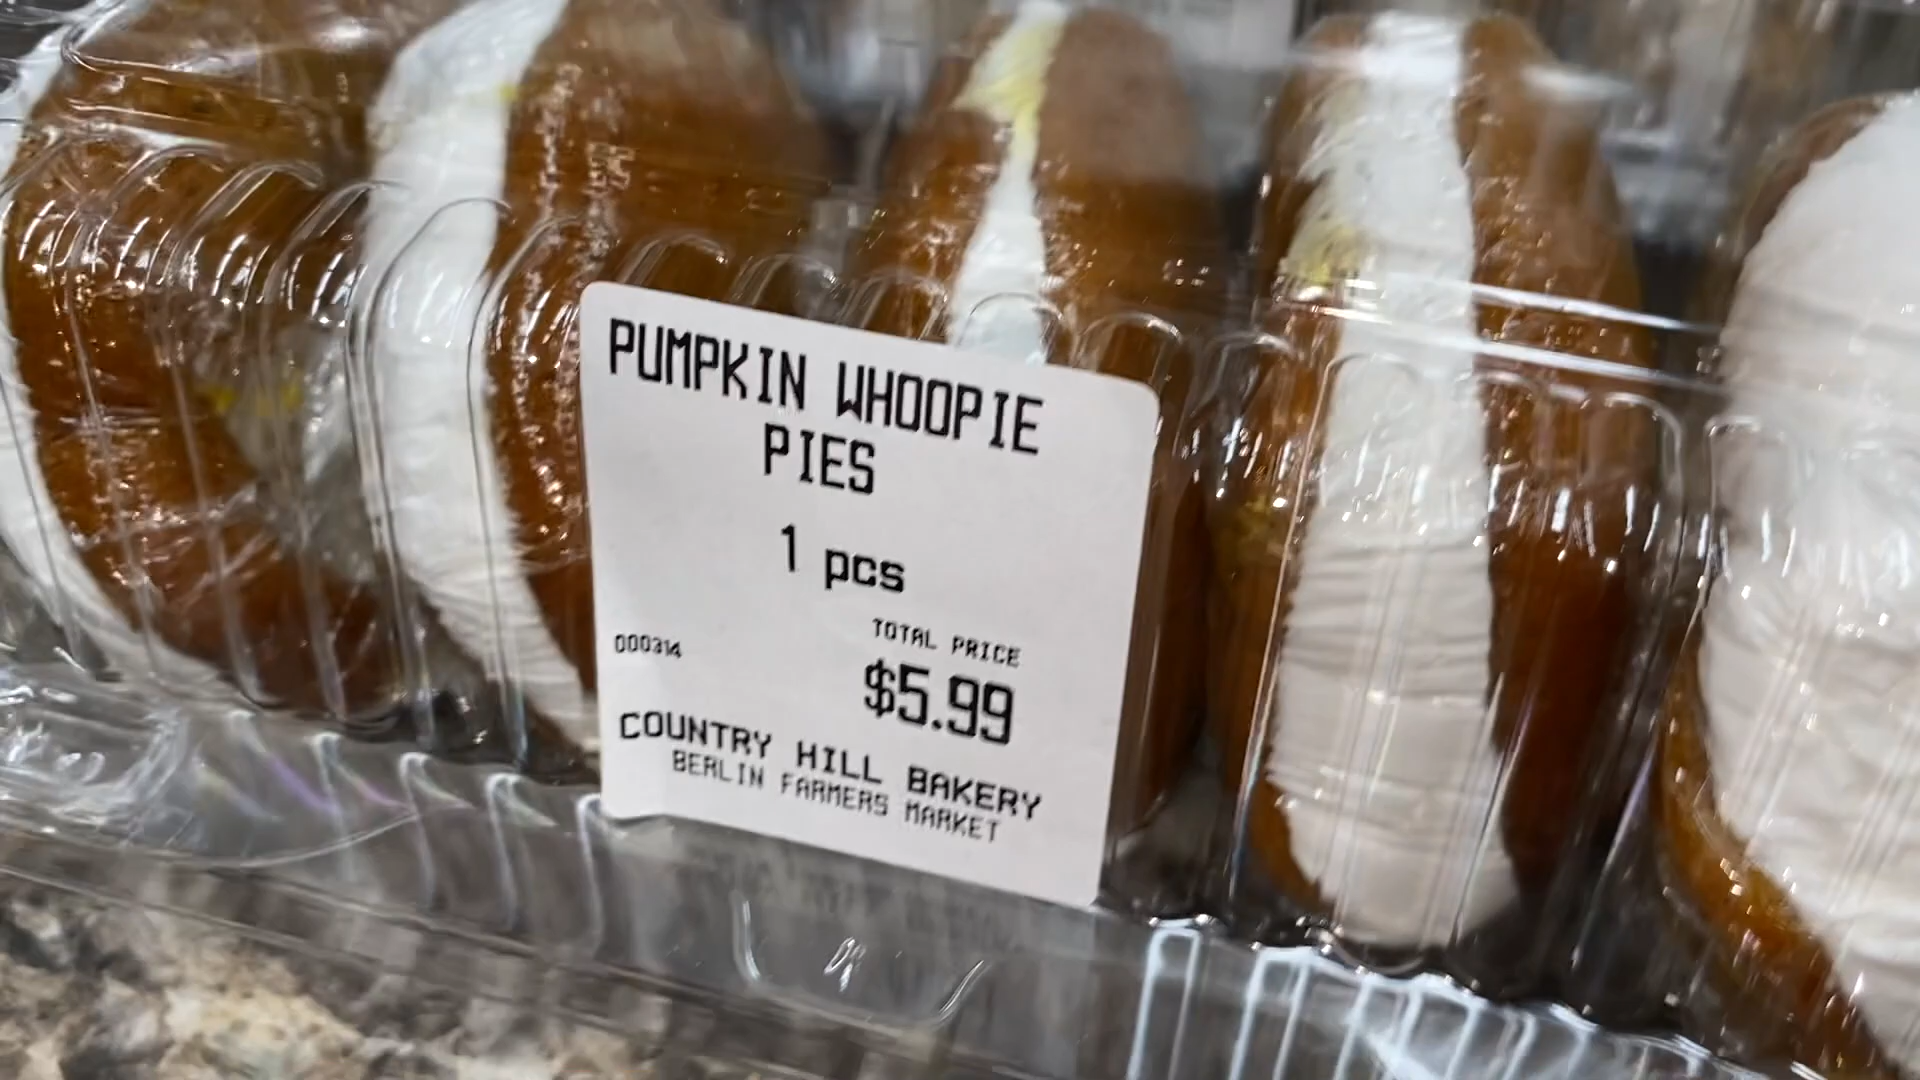 PUMPKIN WHOOPIE
PIES
1 pcs
TOTAL PRICE
000314
$5.99
COUNTRY HILL BAKERY
BERLIN FARMERS MARKET